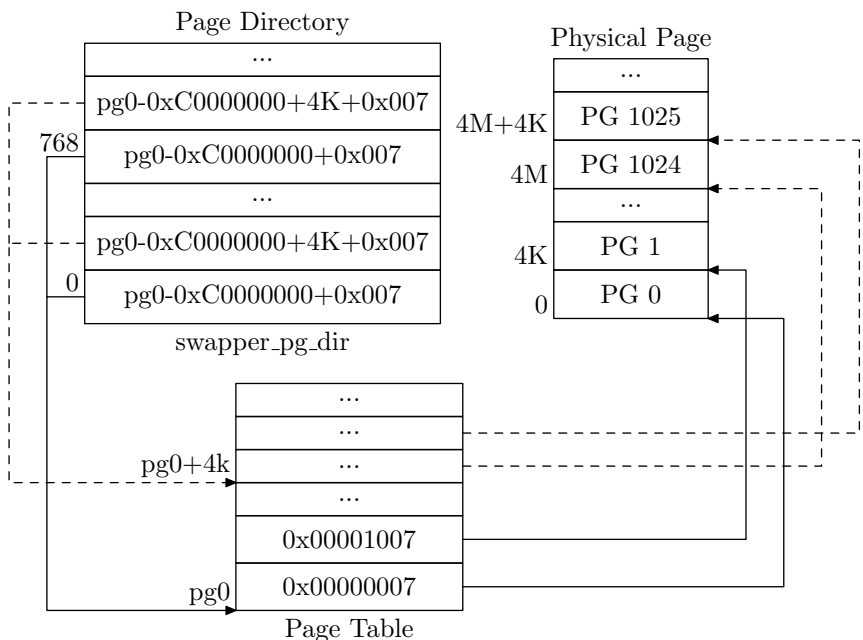 Page Directory
...
pg0-0xC0000000+4K+0x007
768
pg0-0xC0000000+0x007
...
pg0-0xC0000000+4K+0x007
0
pg0-0xC0000000+0x007
swapper_pg_dir
Physical Page
...
4M+4K
PG 1025
4M
PG 1024
...
4K
PG 1
0
PG 0
...
...
pg0+4k
...
...
0x00001007
pg0
0x00000007
Page Table